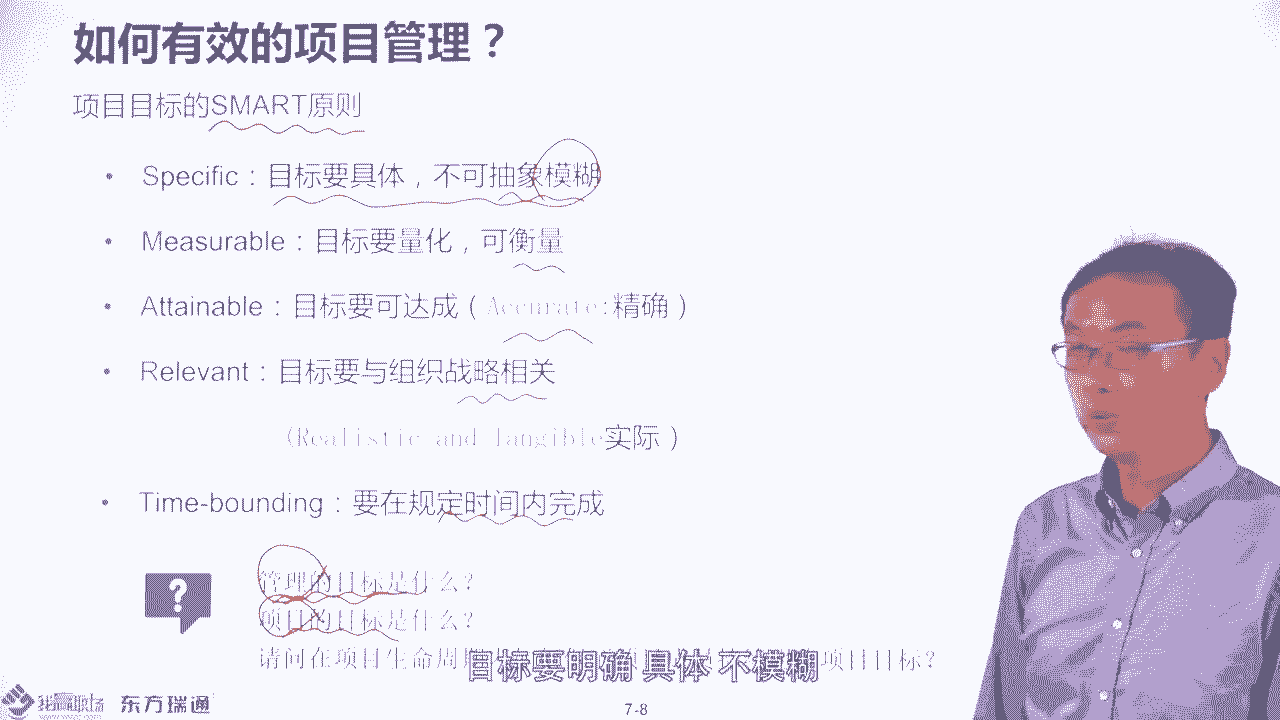 如何有效的项目管理？
项目目标的SMART原则
• Specific：目标要具体，不可抽象模糊
• Measurable：目标要量化，可衡量
• Attainable：目标要可达成（Accurate:精确）
• Relevant：目标要与组织战略相关
（Realistic and Tangible实际）
• Time-bounding：要在规定时间内完成
?
管理的目标是什么？
项目的目标是什么？
请问在项目生命周 项目目标？
目标要明确 具体 不模糊
东方瑞通
7-8